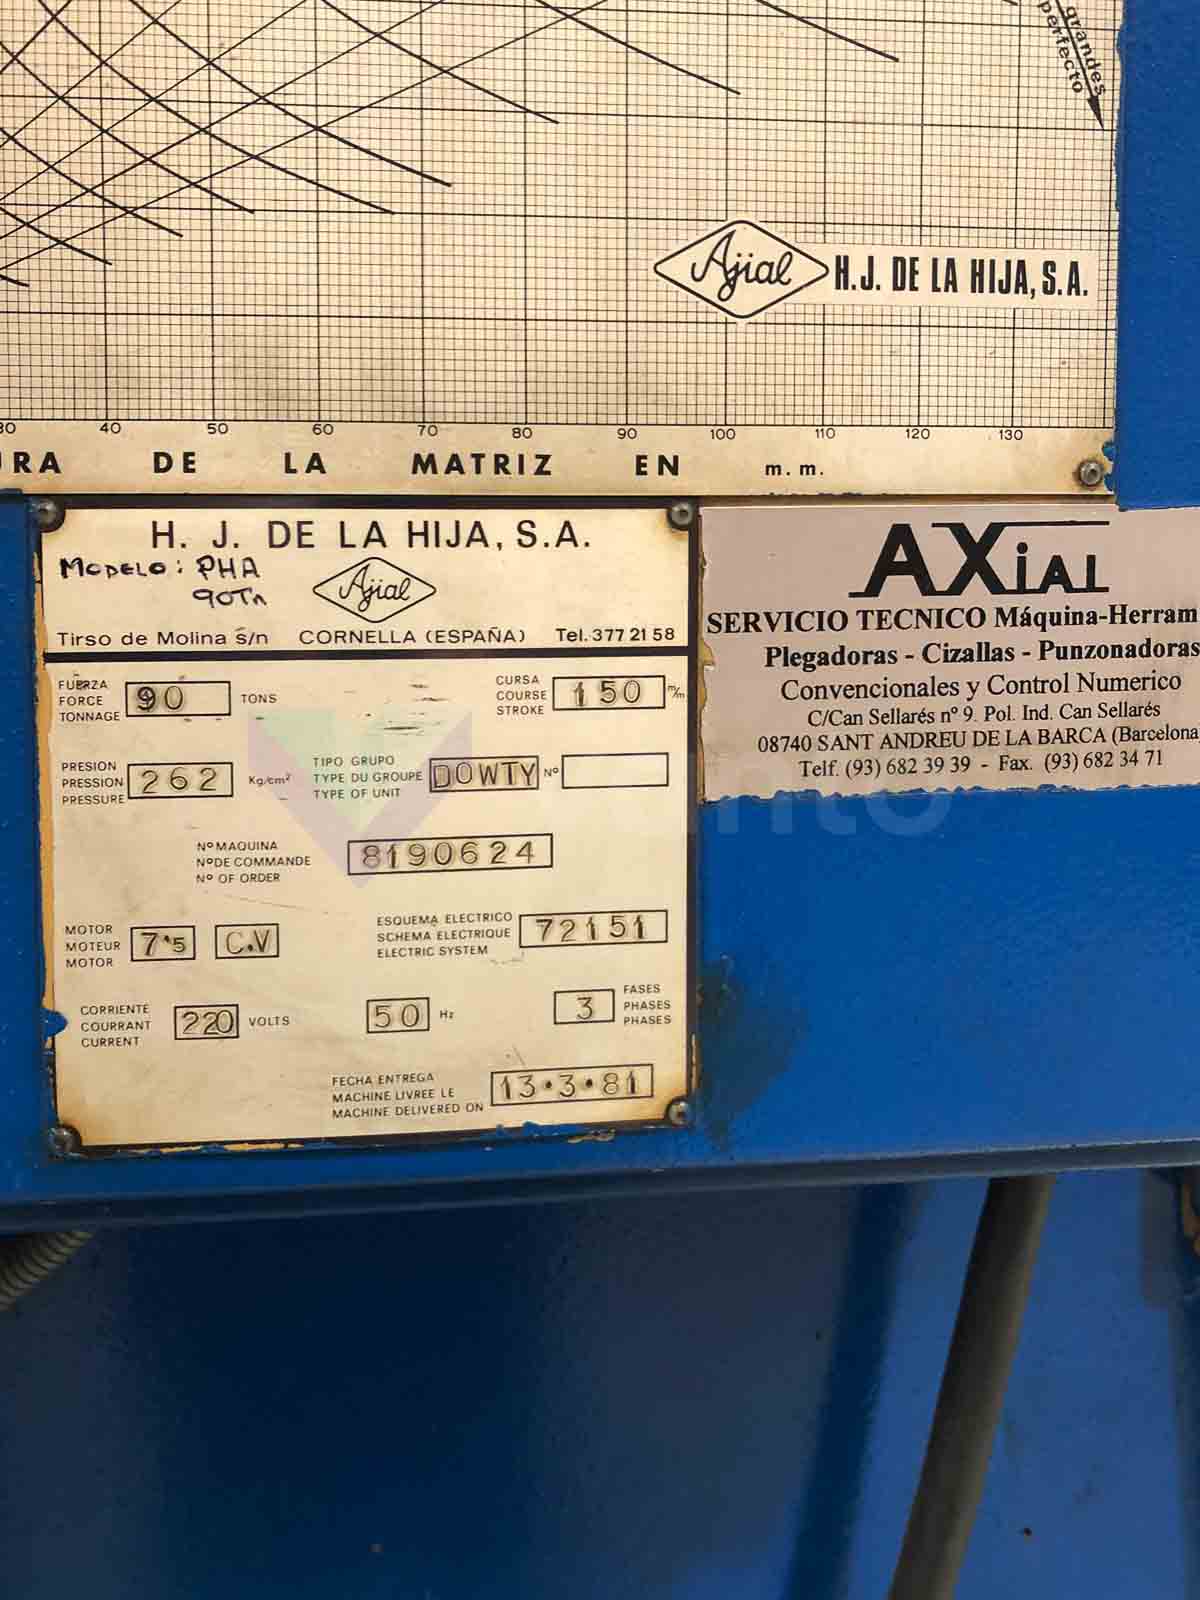 grandes
perfecto
Ajial H.J. DE LA HIJA, S.A.
40 50 60 70 80 90 100 110 120 130
DE LA MATRIZ EN m.m.
H. J. DE LA HIJA, S.A.
MODELO: PHA
90Tn
Ajial
Tirso de Molina s/n CORNELLA (ESPAÑA) Tel. 377 21 58
FUERZA
FORCE
TONNAGE
90 TONS
CURSA
COURSE
STROKE
150 m/m
PRESION
PRESSION
PRESSURE
262 Kg/cm²
TIPO GRUPO
TYPE DU GROUPE
TYPE OF UNIT
DOWTY Nº
Nº MAQUINA
Nº DE COMMANDE
Nº OF ORDER
8190624
MOTOR
MOTEUR
MOTOR
7'5 C.V
ESQUEMA ELECTRICO
SCHEMA ELECTRIQUE
ELECTRIC SYSTEM
72151
CORRIENTE
COURRANT
CURRENT
220 VOLTS
50 Hz
3
FASES
PHASES
PHASES
FECHA ENTREGA
MACHINE LIVREE LE
MACHINE DELIVERED ON
13·3·81
AXiAL
SERVICIO TECNICO Máquina-Herram
Plegadoras - Cizallas - Punzonadoras
Convencionales y Control Numerico
C/Can Sellarés nº 9. Pol. Ind. Can Sellarés
08740 SANT ANDREU DE LA BARCA (Barcelona
Telf. (93) 682 39 39 - Fax. (93) 682 34 71